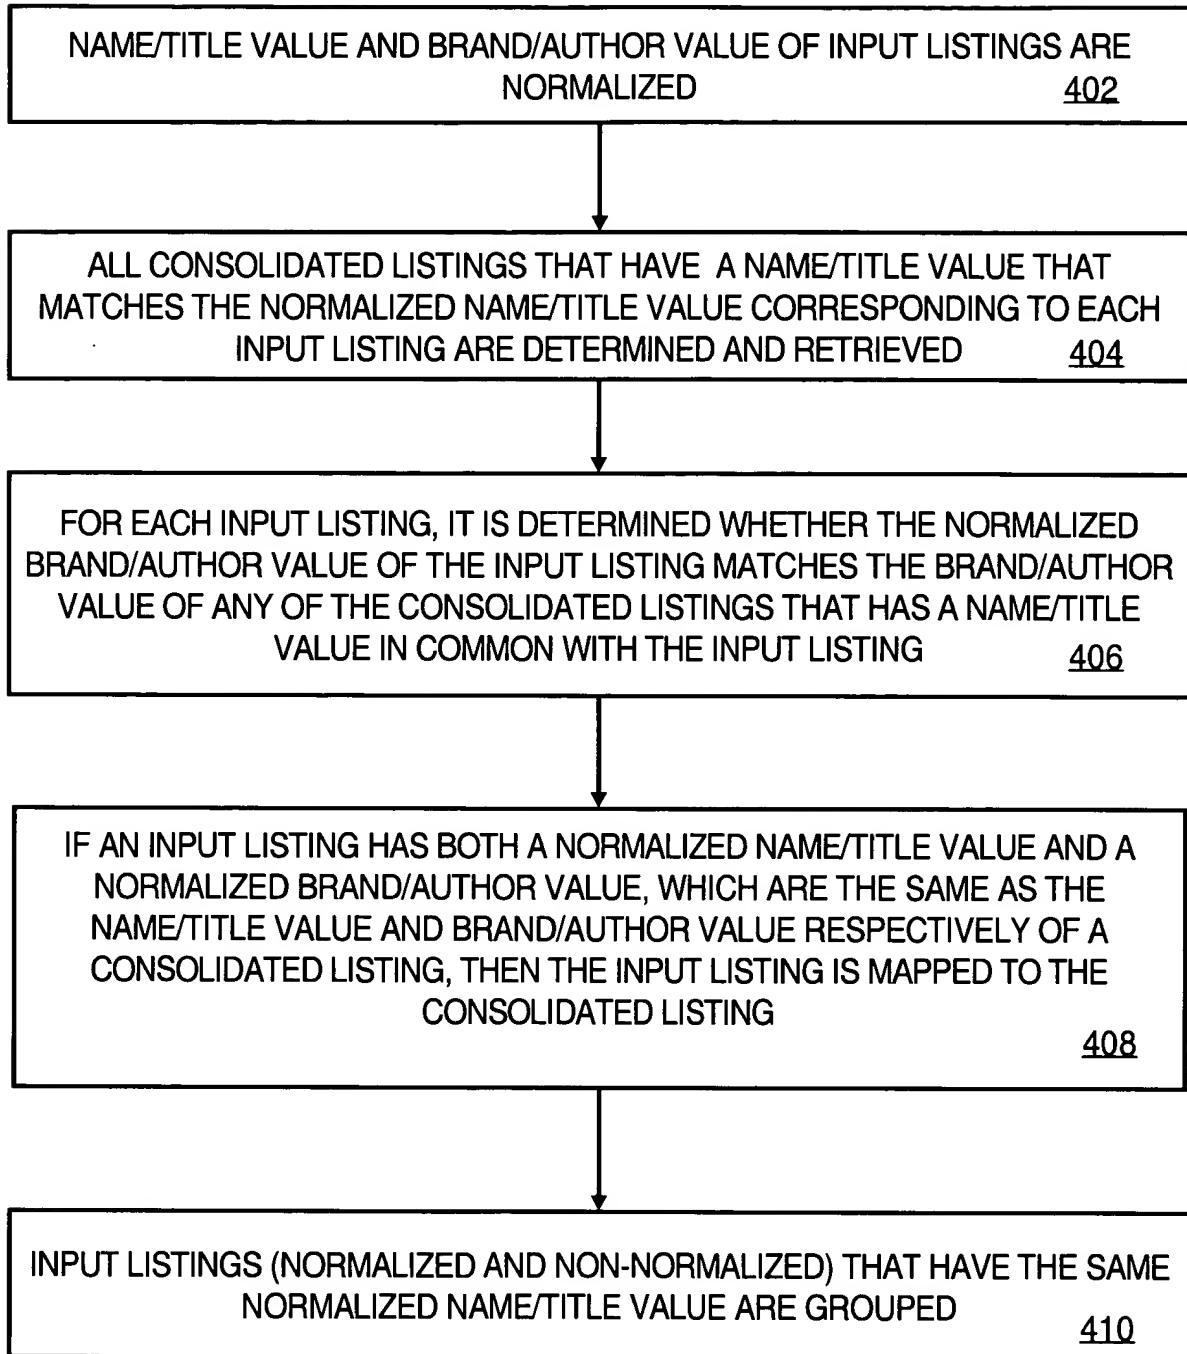 NAME/TITLE VALUE AND BRAND/AUTHOR VALUE OF INPUT LISTINGS ARE
NORMALIZED 402
ALL CONSOLIDATED LISTINGS THAT HAVE A NAME/TITLE VALUE THAT
MATCHES THE NORMALIZED NAME/TITLE VALUE CORRESPONDING TO EACH
INPUT LISTING ARE DETERMINED AND RETRIEVED 404
FOR EACH INPUT LISTING, IT IS DETERMINED WHETHER THE NORMALIZED
BRAND/AUTHOR VALUE OF THE INPUT LISTING MATCHES THE BRAND/AUTHOR
VALUE OF ANY OF THE CONSOLIDATED LISTINGS THAT HAS A NAME/TITLE
VALUE IN COMMON WITH THE INPUT LISTING 406
IF AN INPUT LISTING HAS BOTH A NORMALIZED NAME/TITLE VALUE AND A
NORMALIZED BRAND/AUTHOR VALUE, WHICH ARE THE SAME AS THE
NAME/TITLE VALUE AND BRAND/AUTHOR VALUE RESPECTIVELY OF A
CONSOLIDATED LISTING, THEN THE INPUT LISTING IS MAPPED TO THE
CONSOLIDATED LISTING
408
INPUT LISTINGS (NORMALIZED AND NON-NORMALIZED) THAT HAVE THE SAME
NORMALIZED NAME/TITLE VALUE ARE GROUPED
410